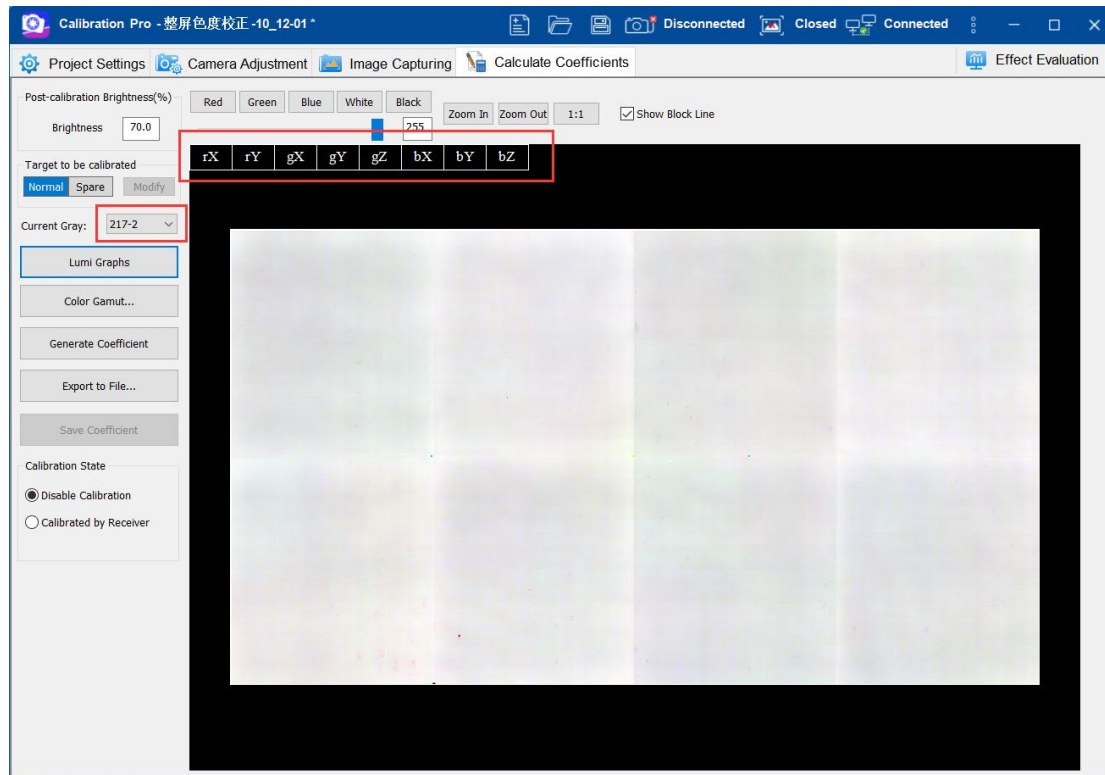 Calibration Pro - 整屏色度校正-10_12-01 * Disconnected Closed Connected
Project Settings Camera Adjustment Image Capturing Calculate Coefficients Effect Evaluation
Post-calibration Brightness(%)
Brightness 70.0
Red Green Blue White Black
255
Zoom In Zoom Out 1:1 Show Block Line
rX rY gX gY gZ bX bY bZ
Target to be calibrated
Normal Spare Modify
Current Gray: 217-2
Lumi Graphs
Color Gamut...
Generate Coefficient
Export to File...
Save Coefficient
Calibration State
Disable Calibration
Calibrated by Receiver